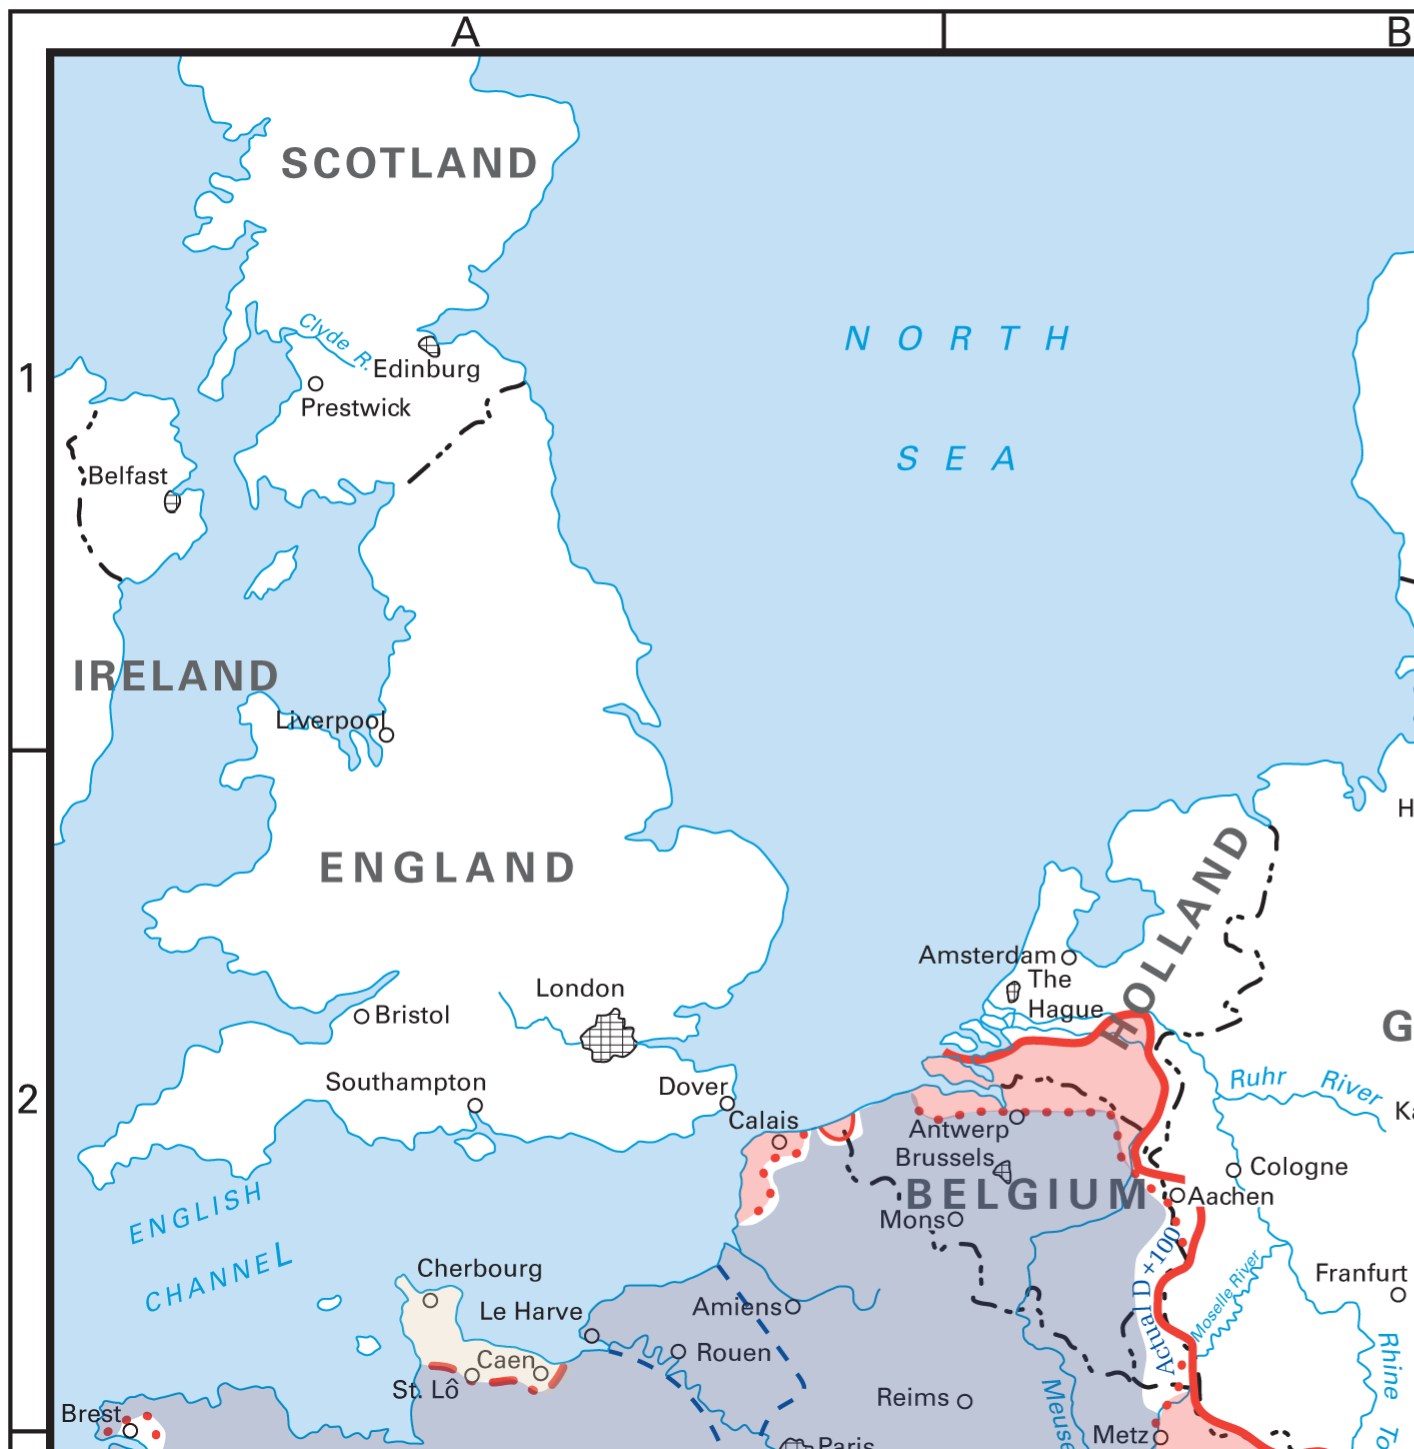 A
B
SCOTLAND
NORTH
Clyde R.
Edinburg
1
Prestwick
SEA
Belfast
IRELAND
Liverpool
H
ENGLAND
HOLLAND
Amsterdam
The
Hague
London
Bristol
G
Southampton
Dover
Ruhr River
2
Calais
Ka
Antwerp
Brussels
Cologne
BELGIUM
Aachen
ENGLISH
Mons
CHANNEL
Actual D+100
Moselle River
Cherbourg
Franfurt
Le Harve
Amiens
Rouen
Caen
Rhine
St. Lô
Reims
Meuse
Brest
Metz
To
Paris